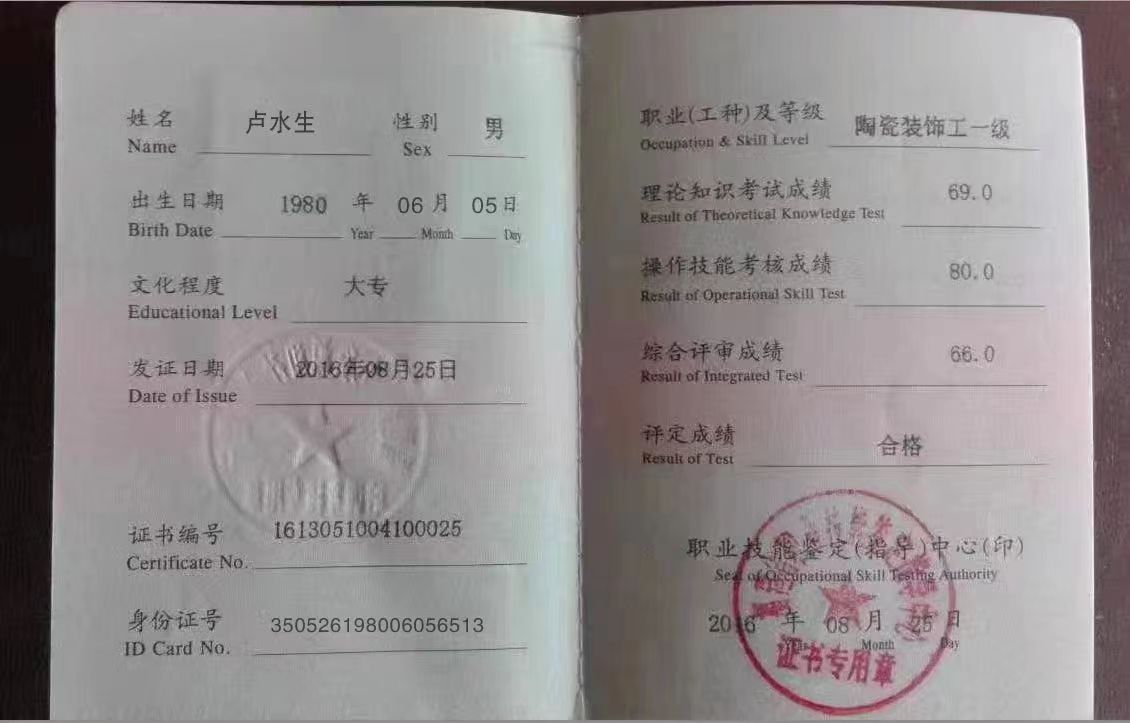 姓名 卢水生 性别 男
Name Sex
出生日期 1980 年 06 月 05 日
Birth Date Year Month Day
文化程度 大专
Educational Level
发证日期 2016年08月25日
Date of Issue
证书编号 1613051004100025
Certificate No.
身份证号 350526198006056513
ID Card No.
职业(工种)及等级 陶瓷装饰工一级
Occupation & Skill Level
理论知识考试成绩 69.0
Result of Theoretical Knowledge Test
操作技能考核成绩 80.0
Result of Operational Skill Test
综合评审成绩 66.0
Result of Integrated Test
评定成绩 合格
Result of Test
职业技能鉴定(指导)中心(印)
Seal of Occupational Skill Testing Authority
2016 年 08 月 25 日
Year Month Day
证书专用章